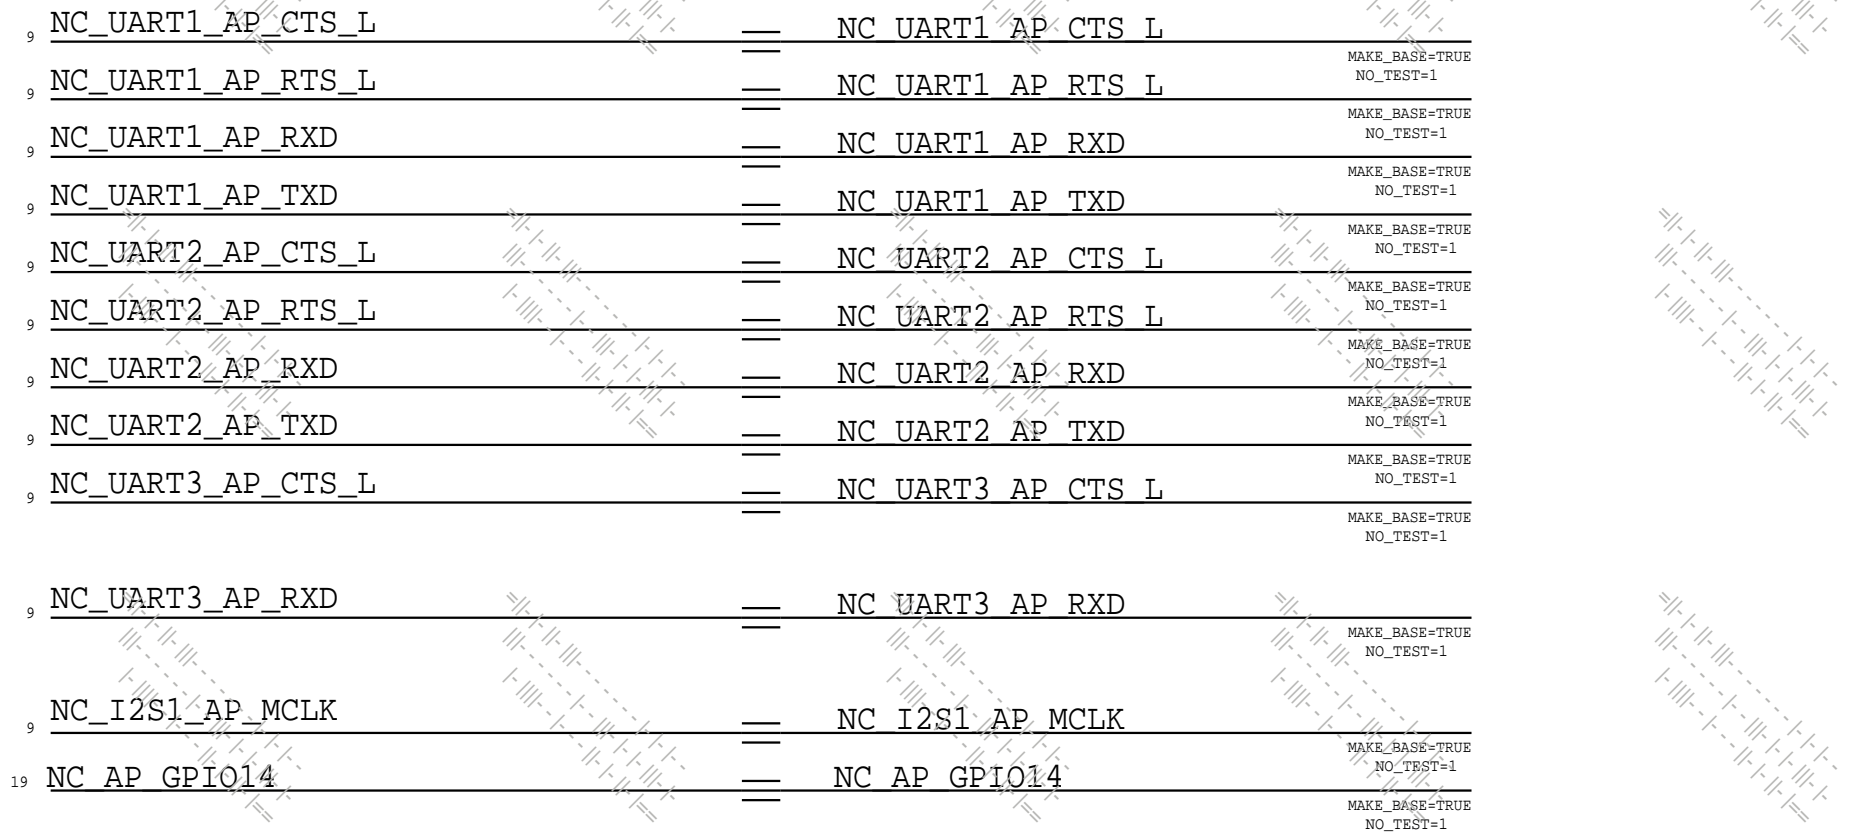 9 NC_UART1_AP_CTS_L NC_UART1_AP_CTS_L
MAKE_BASE=TRUE
NO_TEST=1
9 NC_UART1_AP_RTS_L NC_UART1_AP_RTS_L
MAKE_BASE=TRUE
NO_TEST=1
9 NC_UART1_AP_RXD NC_UART1_AP_RXD
MAKE_BASE=TRUE
NO_TEST=1
9 NC_UART1_AP_TXD NC_UART1_AP_TXD
MAKE_BASE=TRUE
NO_TEST=1
9 NC_UART2_AP_CTS_L NC_UART2_AP_CTS_L
MAKE_BASE=TRUE
NO_TEST=1
9 NC_UART2_AP_RTS_L NC_UART2_AP_RTS_L
MAKE_BASE=TRUE
NO_TEST=1
9 NC_UART2_AP_RXD NC_UART2_AP_RXD
MAKE_BASE=TRUE
NO_TEST=1
9 NC_UART2_AP_TXD NC_UART2_AP_TXD
MAKE_BASE=TRUE
NO_TEST=1
9 NC_UART3_AP_CTS_L NC_UART3_AP_CTS_L
MAKE_BASE=TRUE
NO_TEST=1
9 NC_UART3_AP_RXD NC_UART3_AP_RXD
MAKE_BASE=TRUE
NO_TEST=1
9 NC_I2S1_AP_MCLK NC_I2S1_AP_MCLK
MAKE_BASE=TRUE
NO_TEST=1
19 NC_AP_GPIO14 NC_AP_GPIO14
MAKE_BASE=TRUE
NO_TEST=1